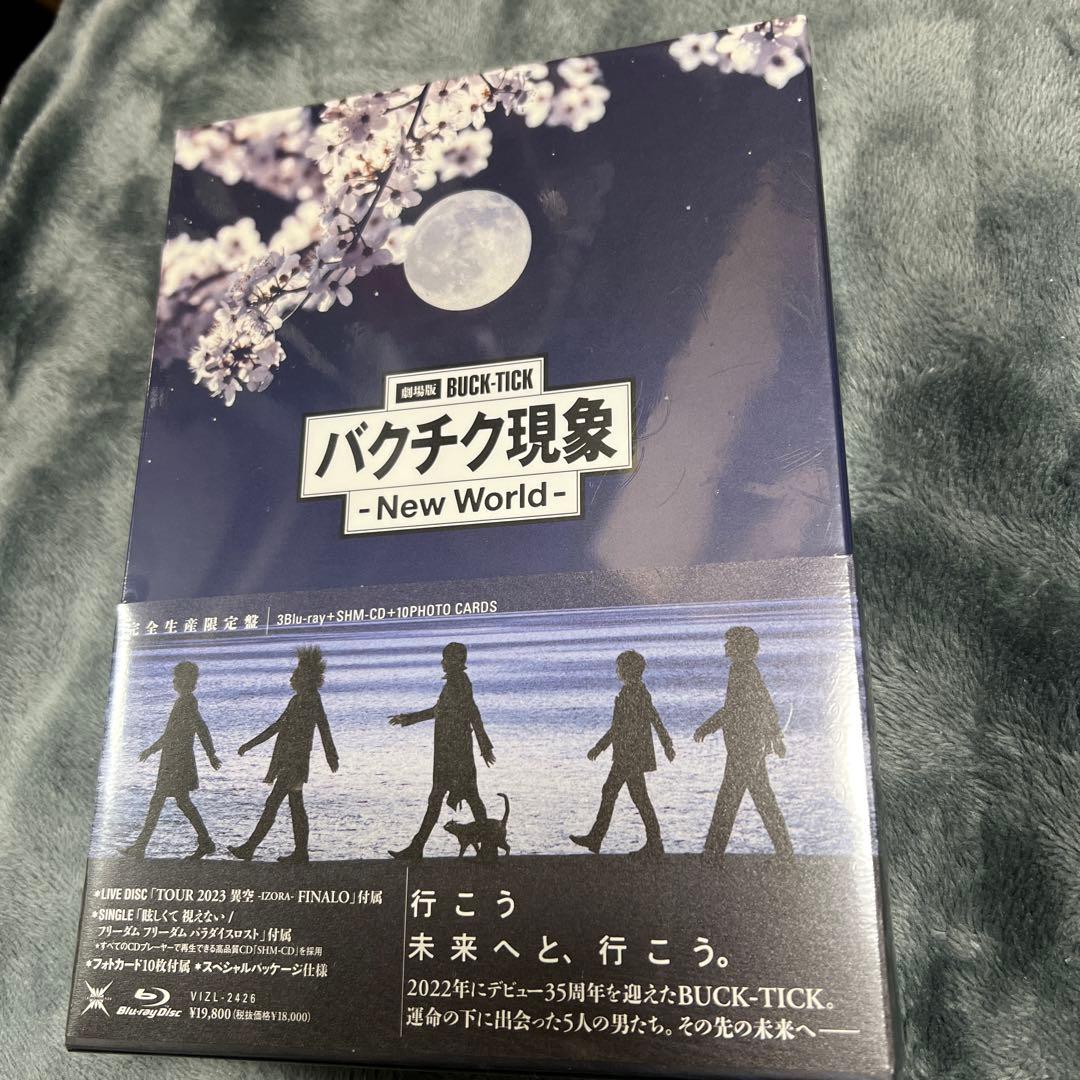 劇場版 BUCK-TICK
バクチク現象
- New World -
完全生産限定盤 3Blu-ray+SHM-CD+10PHOTO CARDS
*LIVE DISC「TOUR 2023 異空 -IZORA- FINALO」付属
*SINGLE「眩しくて 視えない /
フリーダム フリーダム パラダイスロスト」付属
*すべてのCDプレーヤーで再生できる高品質CD「SHM-CD」を採用
*フォトカード10枚付属 *スペシャルパッケージ仕様
Blu-ray Disc
VIZL-2426
¥19,800(税抜価格¥18,000)
行こう
未来へと、行こう。
2022年にデビュー35周年を迎えたBUCK-TICK。
運命の下に出会った5人の男たち。その先の未来へ――